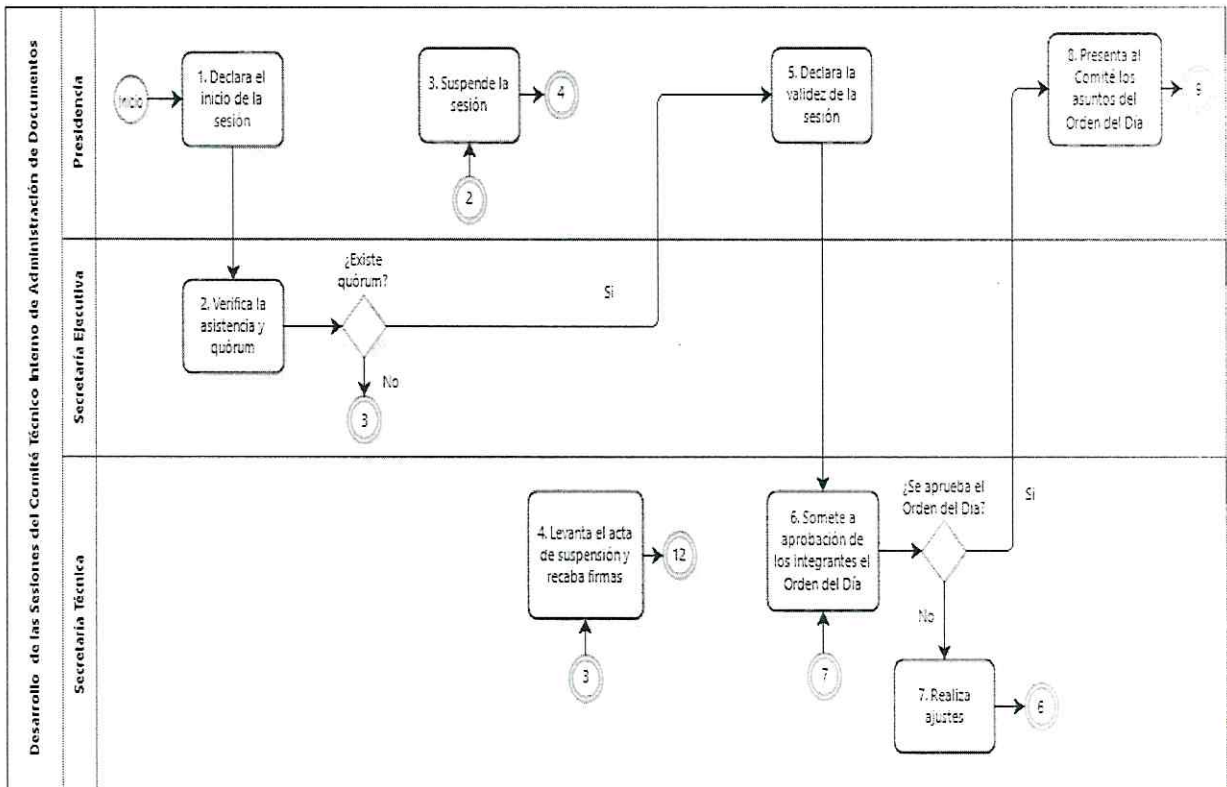 Desarrollo de las Sesiones del Comité Técnico Interno de Administración de Documentos
Presidencia
Inicio
1. Declara el
inicio de la
sesión
3. Suspende la
sesión
4
2
5. Declara la
validez de la
sesión
8. Presenta al
Comité los
asuntos del
Orden del Día
9
Secretaría Ejecutiva
2. Verifica la
asistencia y
quórum
¿Existe
quórum?
Si
No
3
Secretaría Técnica
4. Levanta el acta
de suspensión y
recaba firmas
12
3
6. Somete a
aprobación de
los integrantes el
Orden del Día
7
¿Se aprueba el
Orden del Día?
Si
No
7. Realiza
ajustes
6